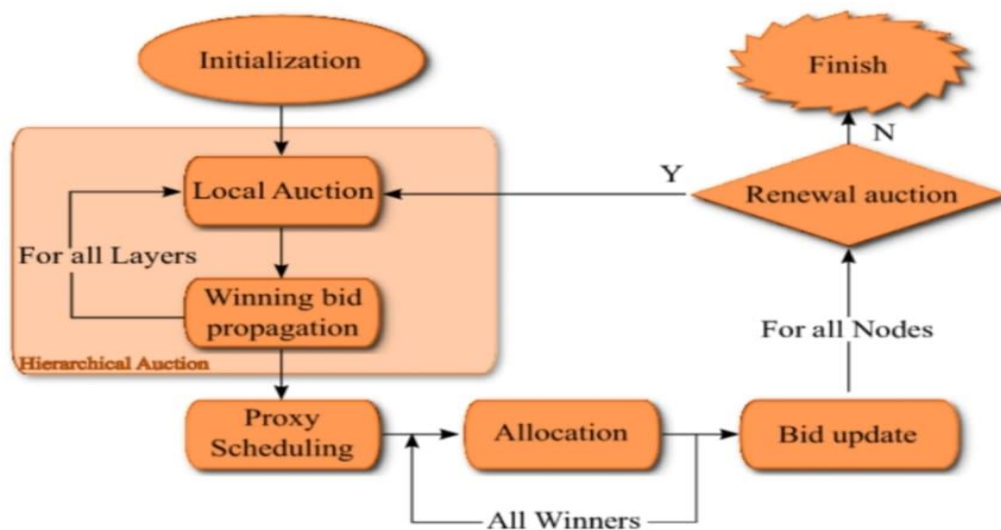 Initialization
Finish
N
Y
Local Auction
Renewal auction
For all Layers
Winning bid
propagation
For all Nodes
Hierarchical Auction
Proxy
Scheduling
Allocation
Bid update
All Winners